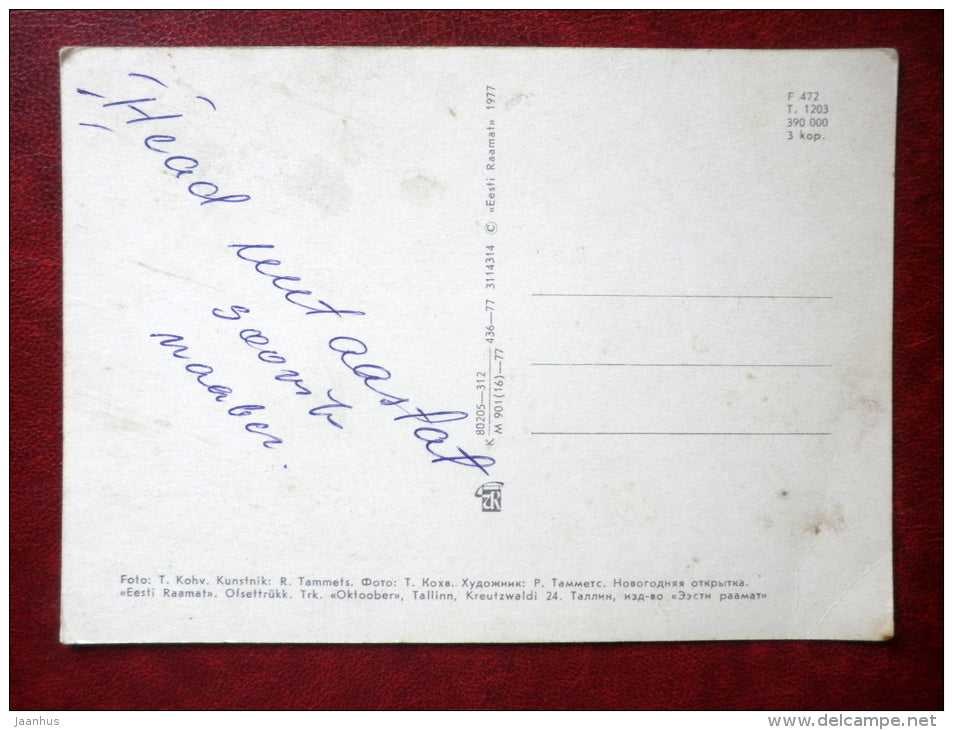 Head uut aastat
soovib
naaber.
K 80205—312 436—77 3114314 © «Eesti Raamat» 1977
M 901(16)—77
F 472
T. 1203
390 000
3 kop.
Foto: T. Kohv. Kunstnik: R. Tammets. Фото: Т. Кохв. Художник: Р. Тамметс. Новогодняя открытка.
«Eesti Raamat». Ofsettrükk. Trk. «Oktoober», Tallinn, Kreutzwaldi 24. Таллин, изд-во «Ээсти раамат»
jaanhus
www.delcampe.net